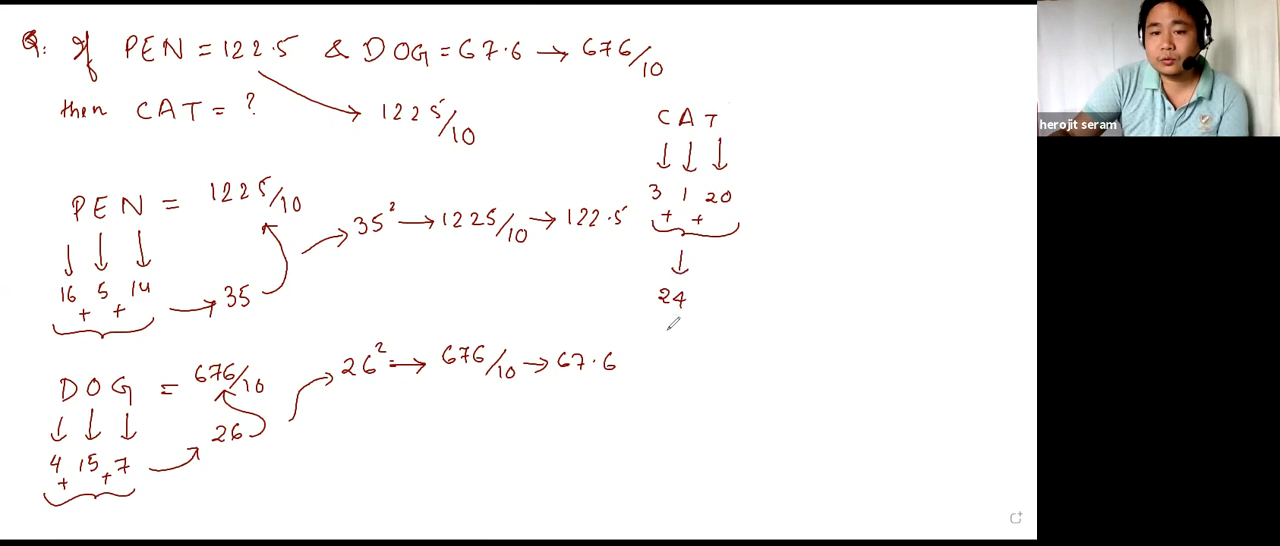 Q: If PEN = 122.5 & DOG = 67.6 → 676/10
then CAT = ? → 1225/10
CAT
3 + 1 + 20
24
PEN = 1225/10
16 + 5 + 14 → 35
35² → 1225/10 → 122.5
DOG = 676/10
4 + 15 + 7 → 26
26² = → 676/10 → 67.6
herojit seram